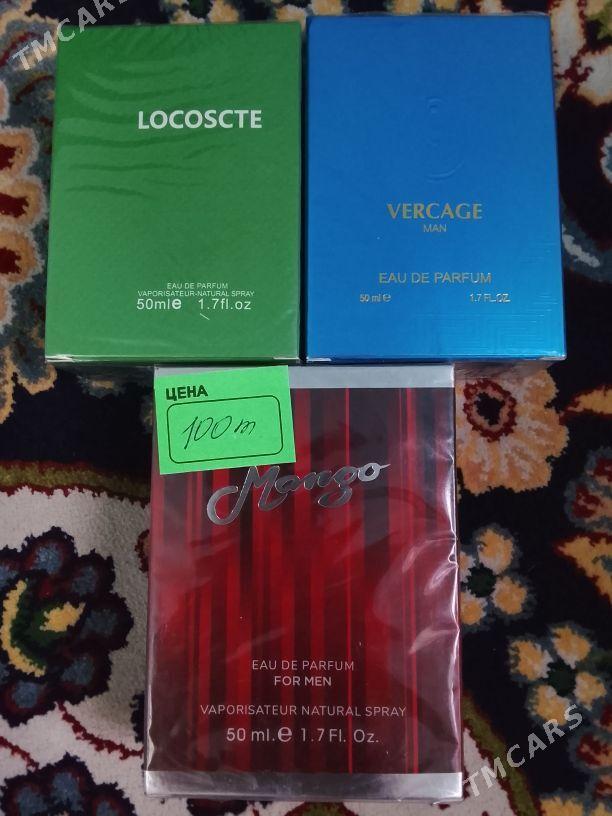 TMCARS
LOCOSCTE
EAU DE PARFUM
VAPORISATEUR-NATURAL SPRAY
50mle 1.7fl.oz
VERCAGE
MAN
EAU DE PARFUM
50 ml e 1.7 FL.OZ.
ЦЕНА
100 m
Mango
EAU DE PARFUM
FOR MEN
VAPORISATEUR NATURAL SPRAY
50 ml.e 1.7 Fl. Oz.
TMCARS